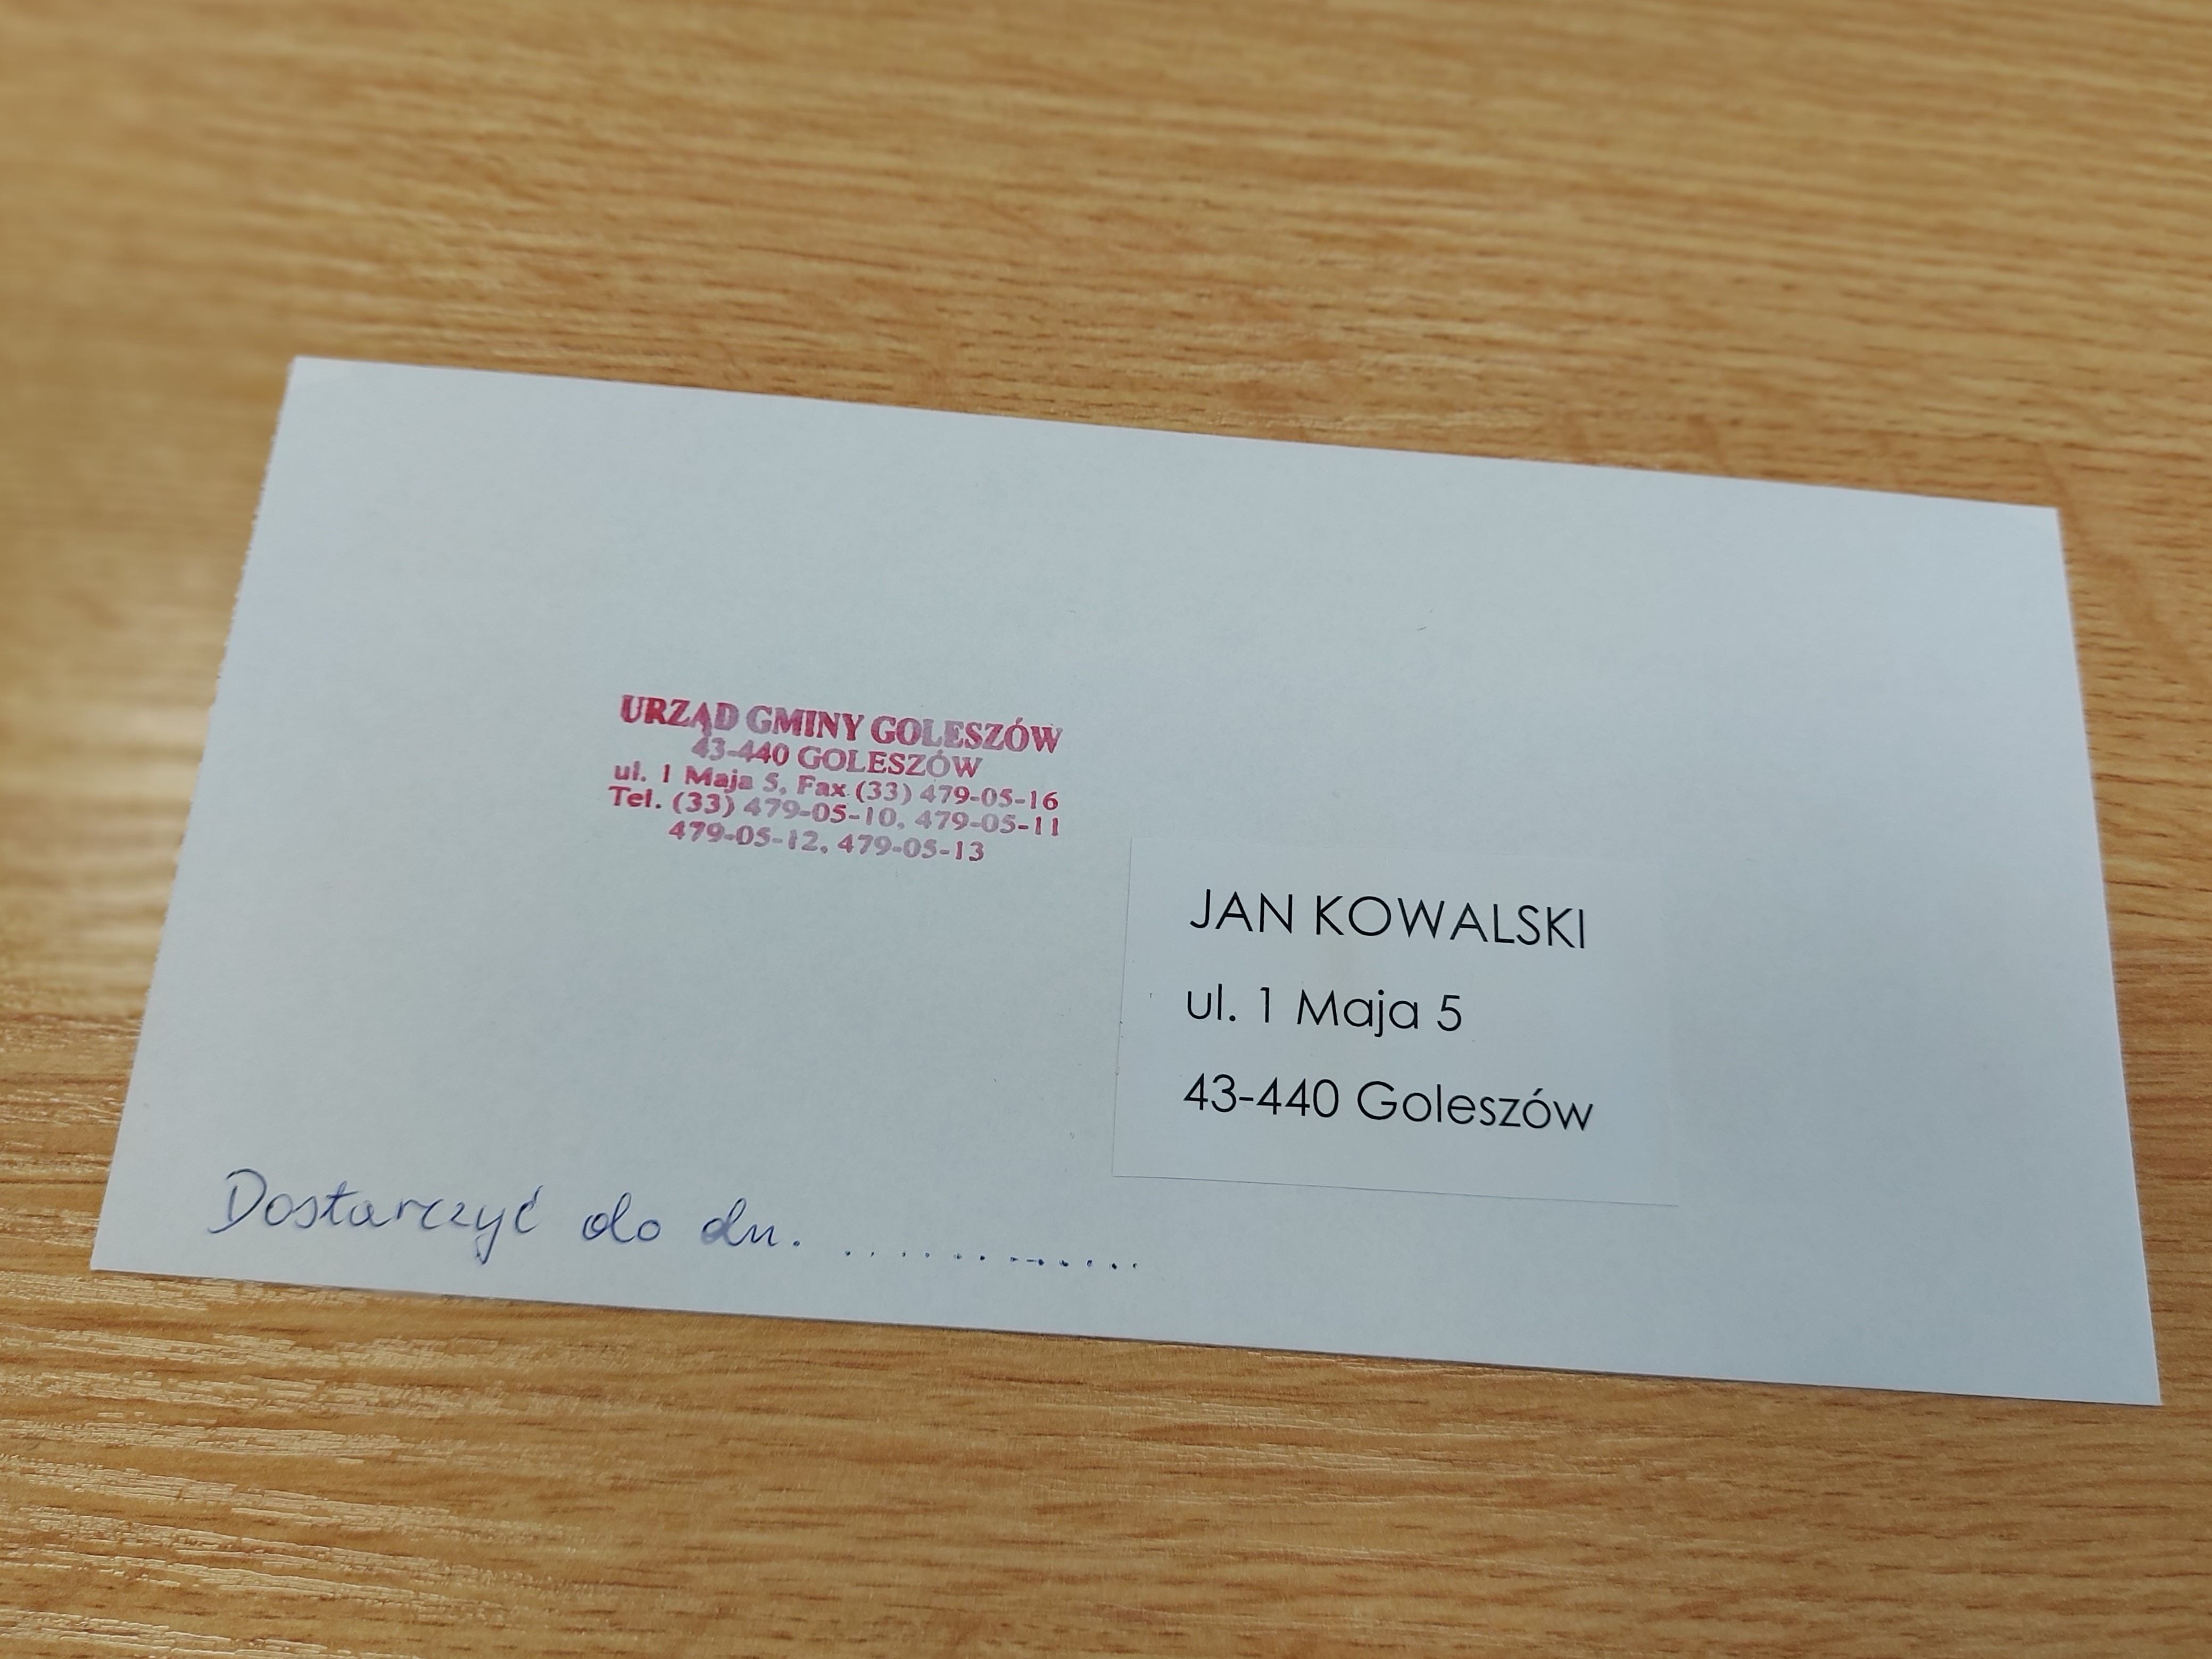 URZĄD GMINY GOLESZÓW
43-440 GOLESZÓW
ul. 1 Maja 5, Fax (33) 479-05-16
Tel. (33) 479-05-10, 479-05-11
479-05-12, 479-05-13
JAN KOWALSKI
ul. 1 Maja 5
43-440 Goleszów
Dostarczyć do dn. ............